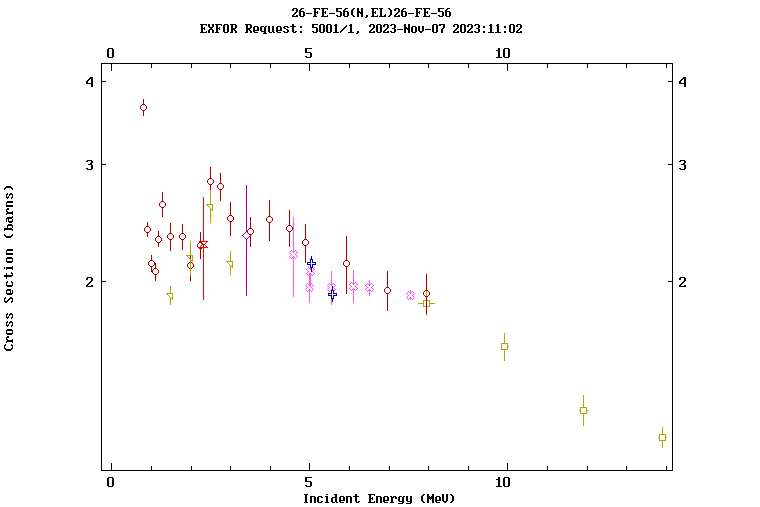 26-FE-56(N,EL)26-FE-56
EXFOR Request: 5001/1, 2023-Nov-07 2023:11:02
0 5 10
4 4
3 3
2 2
Cross Section (barns)
0 5 10
Incident Energy (MeV)